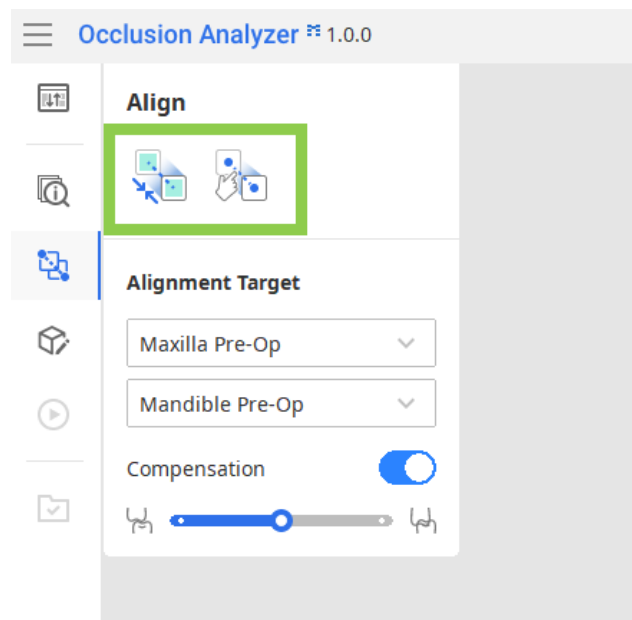 Occlusion Analyzer 1.0.0
Align
Alignment Target
Maxilla Pre-Op
Mandible Pre-Op
Compensation